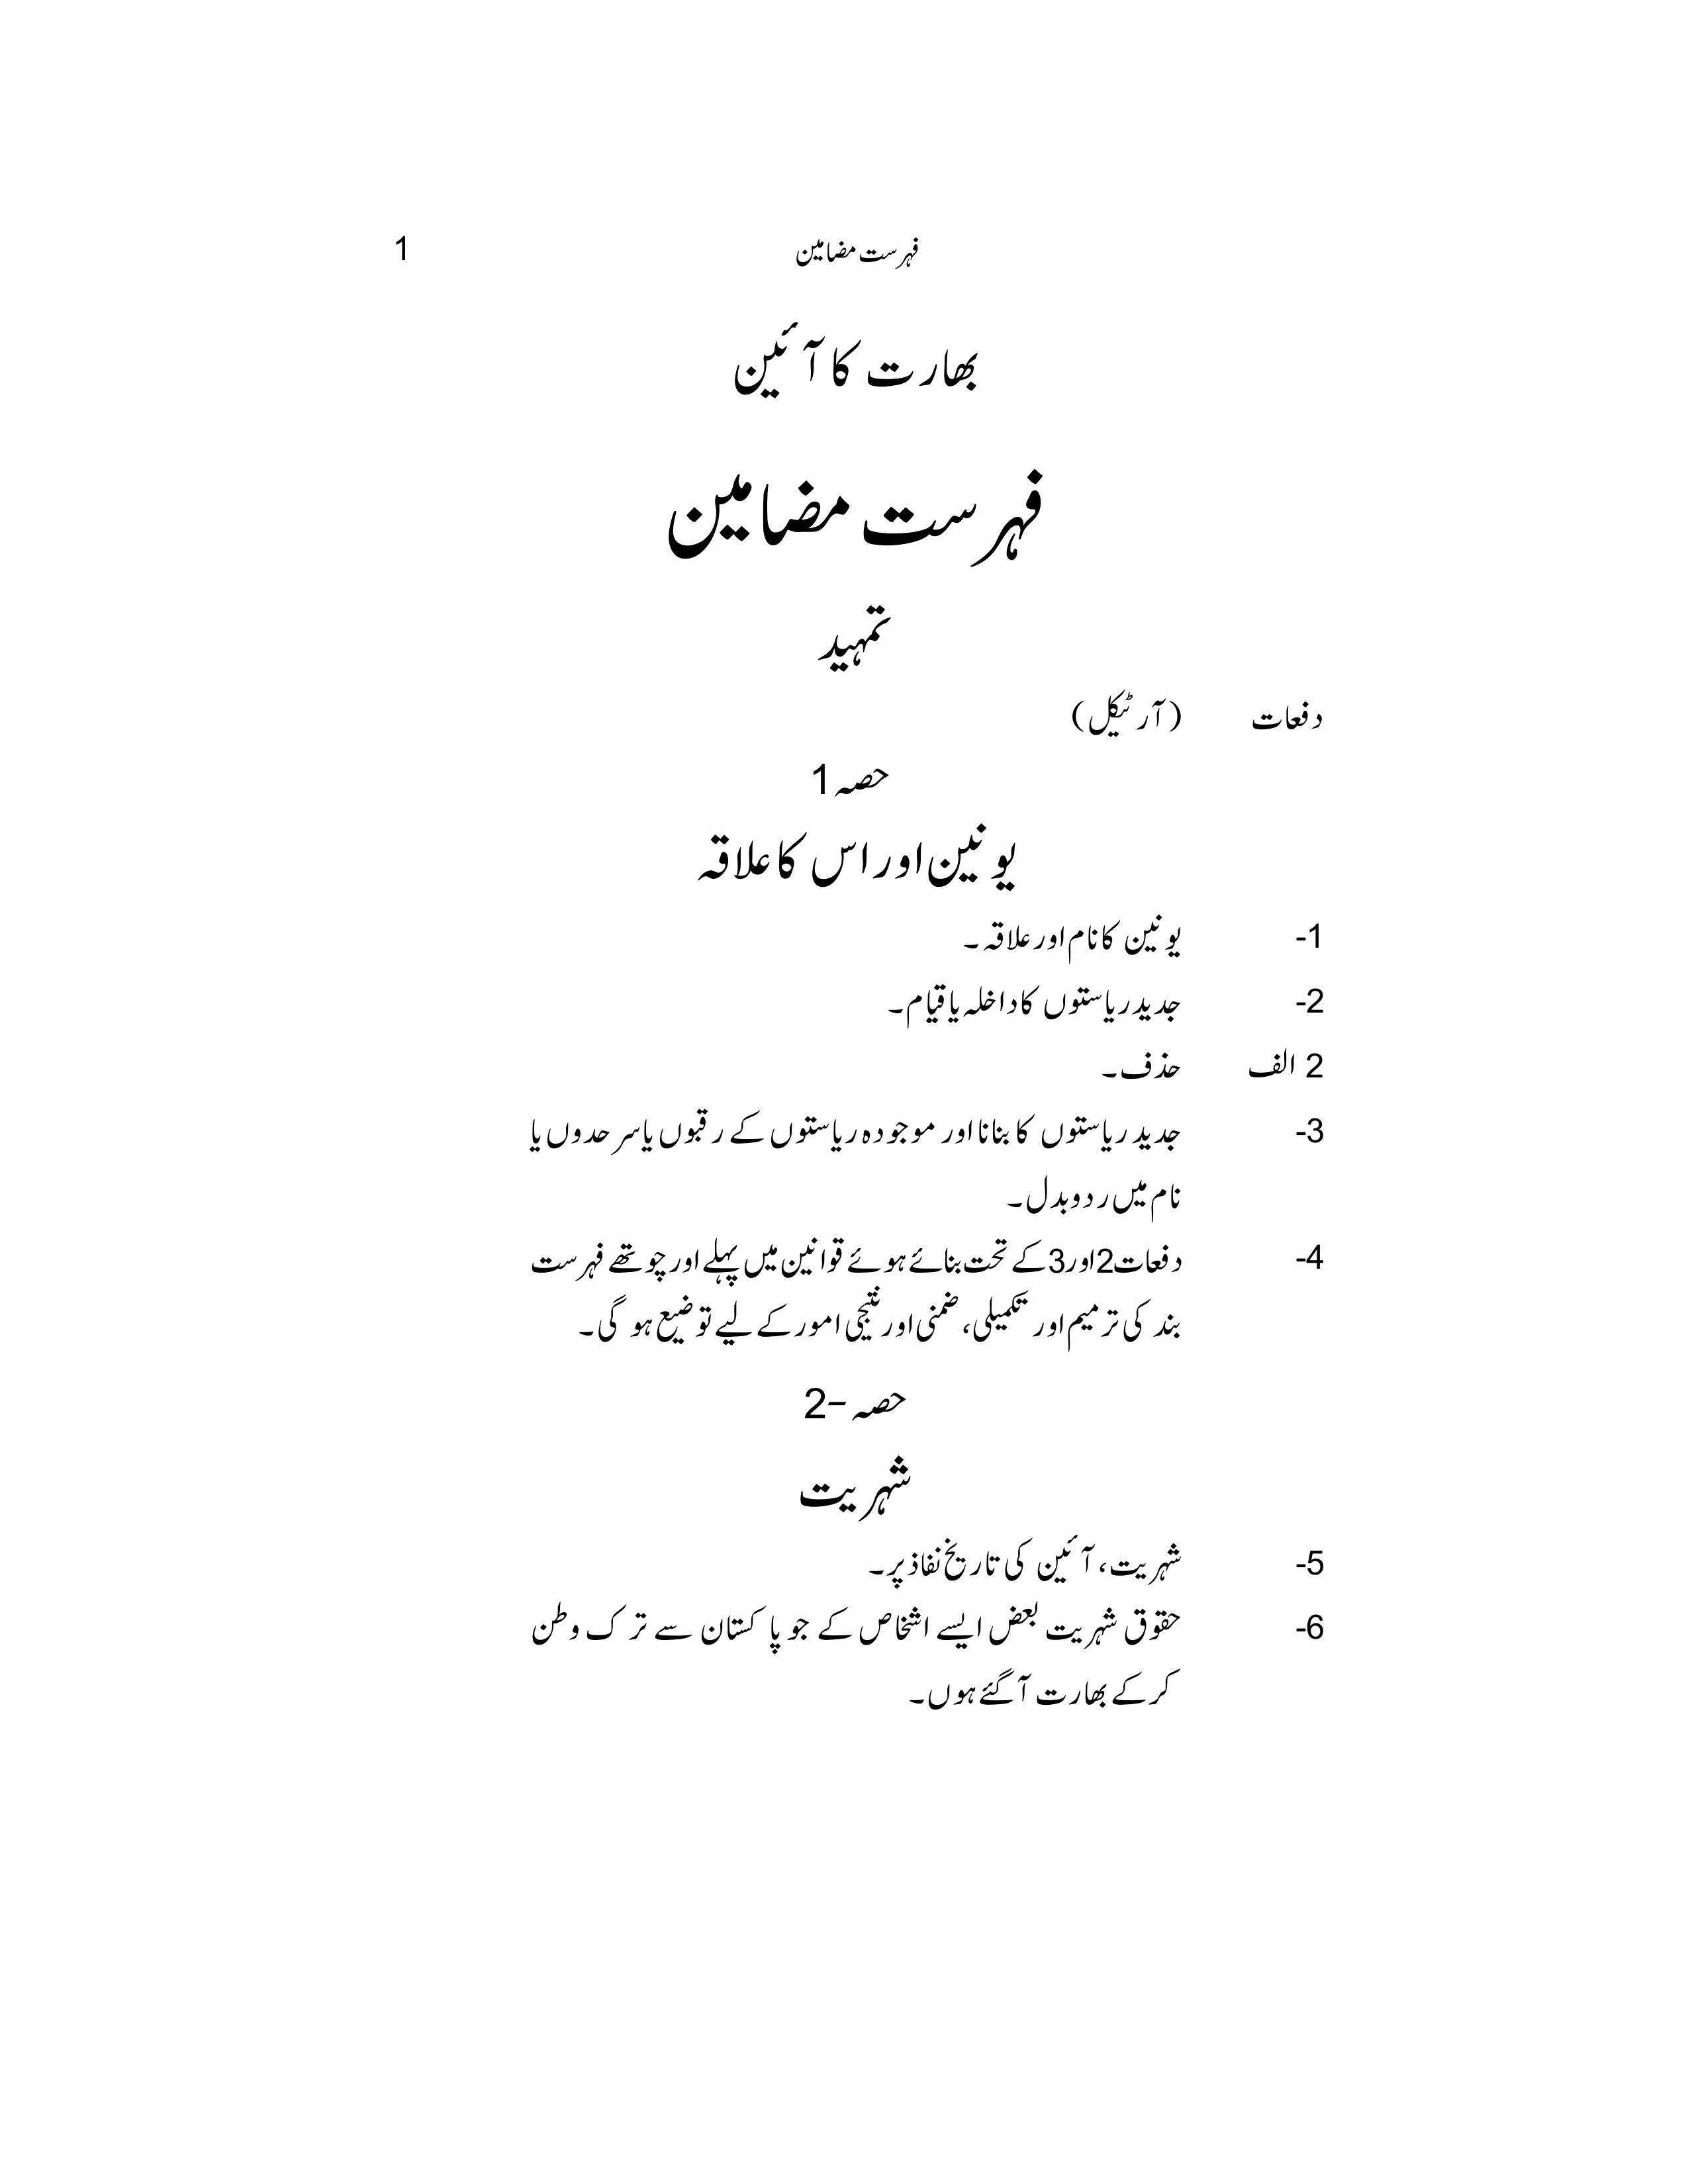 فہرست مضامین 1
بھارت کا آئین
فہرست مضامین
تمہید
دفعات (آرٹیکل)
حصہ 1
یونین اور اس کا علاقہ
1- یونین کا نام اور علاقہ۔
2- جدید ریاستوں کا داخلہ یا قیام۔
2 الف حذف۔
3- جدید ریاستوں کا بنانا اور موجودہ ریاستوں کے رقبوں یا سرحدوں یا
نام میں ردوبدل۔
4- دفعات 2 اور 3 کے تحت بنائے ہوئے قوانین میں پہلے اور چوتھے فہرست
بند کی ترمیم اور تکمیلی، ضمنی اور نتیجی امور کے لیے توضیع ہوگی۔
حصہ –2
شہریت
5- شہریت، آئین کی تاریخ نفاذ پر۔
6- حقوق شہریت بعض ایسے اشخاص کے جو پاکستان سے ترک وطن
کرکے بھارت آگئے ہوں۔